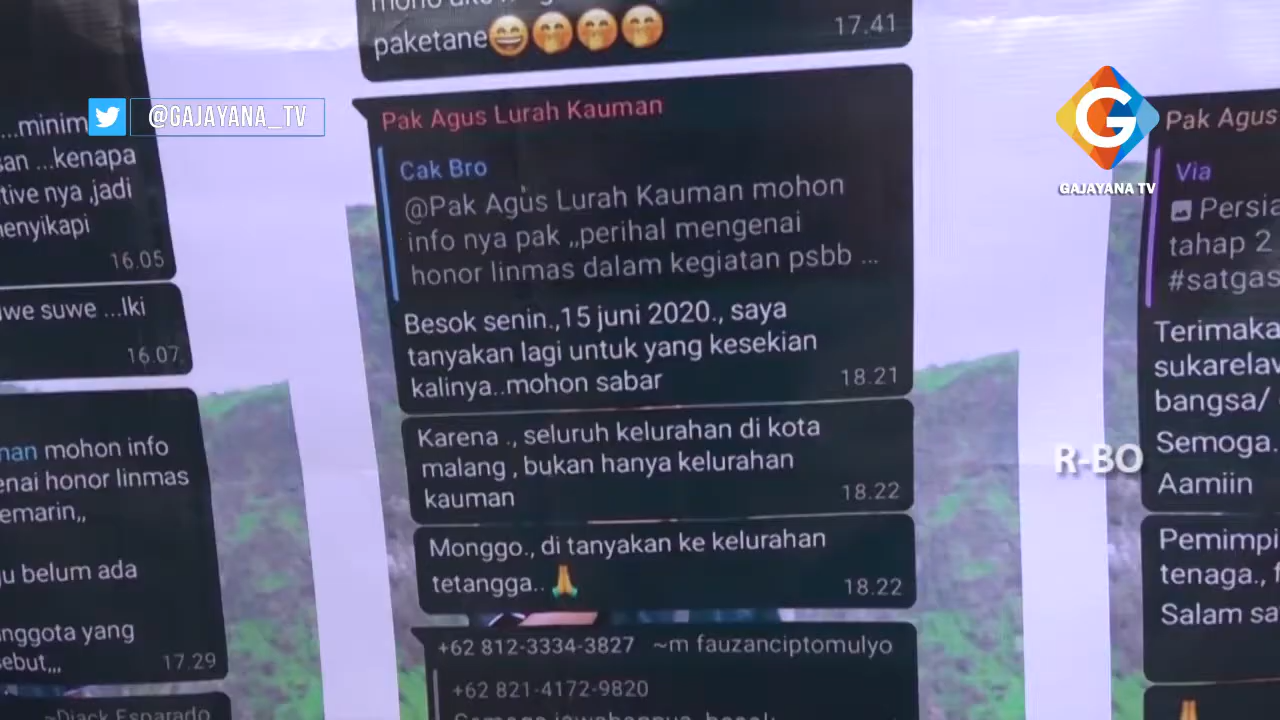 paketane😄🤭🤭🤭
17.41
@GAJAYANA_TV
...minim
san ...kenapa
tive nya ,jadi
enyikapi
16.05
we suwe ...Iki
16.07
mohon info
enai honor linmas
emarin,,
u belum ada
nggota yang
sebut,,,
17.29
~Djack Esparado
Pak Agus Lurah Kauman
Cak Bro
@Pak Agus Lurah Kauman mohon
info nya pak ,,perihal mengenai
honor linmas dalam kegiatan psbb ...
Besok senin.,15 juni 2020., saya
tanyakan lagi untuk yang kesekian
kalinya..mohon sabar
18.21
Karena ., seluruh kelurahan di kota
malang , bukan hanya kelurahan
kauman
18.22
Monggo., di tanyakan ke kelurahan
tetangga..🙏
18.22
+62 812-3334-3827 ~m fauzanciptomulyo
+62 821-4172-9820
G
GAJAYANA TV
Pak Agus
Via
Persia
tahap 2
#satgas
Terimaka
sukarelav
bangsa/
Semoga.
Aamiin
R-BO
Pemimpi
tenaga., f
Salam sa